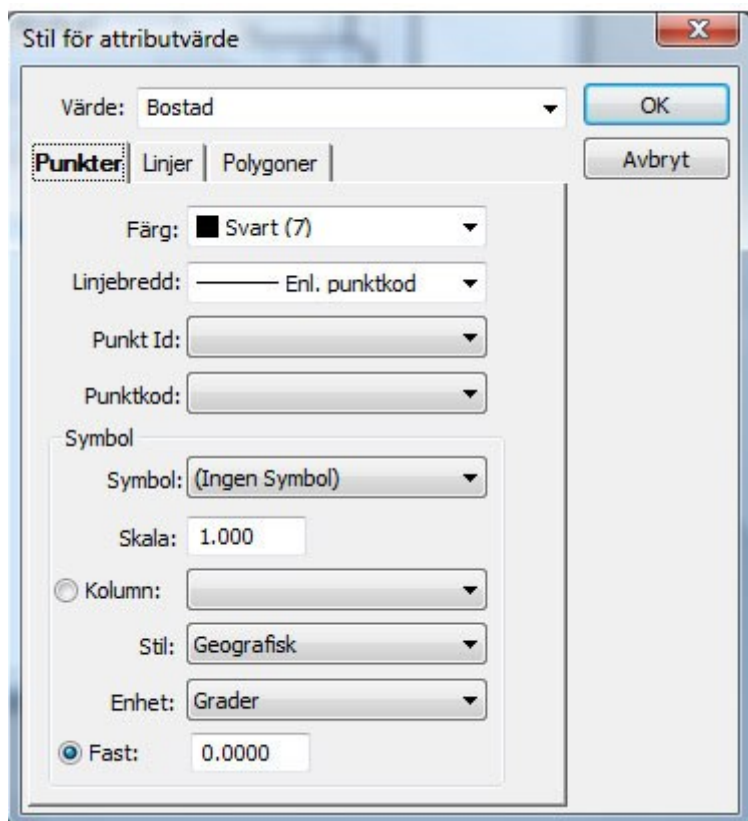 Stil för attributvärde
Värde: Bostad
OK
Avbryt
Punkter Linjer Polygoner
Färg: Svart (7)
Linjebredd: Enl. punktkod
Punkt Id:
Punktkod:
Symbol
Symbol: (Ingen Symbol)
Skala: 1.000
Kolumn:
Stil: Geografisk
Enhet: Grader
Fast: 0.0000